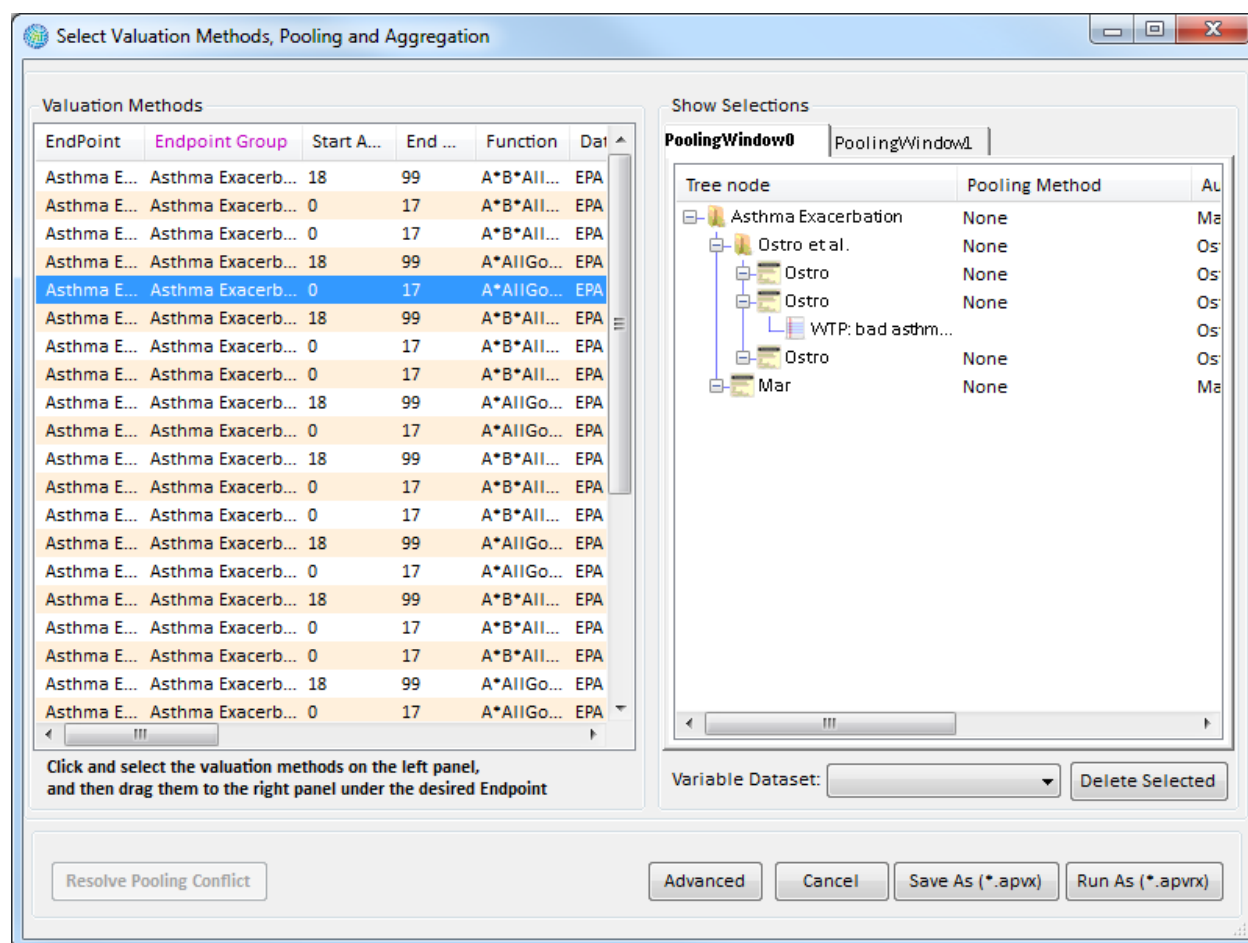 Select Valuation Methods, Pooling and Aggregation
Valuation Methods
EndPoint Endpoint Group Start A... End ... Function Dat
Asthma E... Asthma Exacerb... 18 99 A*B*All... EPA
Asthma E... Asthma Exacerb... 0 17 A*B*All... EPA
Asthma E... Asthma Exacerb... 0 17 A*B*All... EPA
Asthma E... Asthma Exacerb... 18 99 A*AllGo... EPA
Asthma E... Asthma Exacerb... 0 17 A*AllGo... EPA
Asthma E... Asthma Exacerb... 18 99 A*B*All... EPA
Asthma E... Asthma Exacerb... 0 17 A*B*All... EPA
Asthma E... Asthma Exacerb... 0 17 A*B*All... EPA
Asthma E... Asthma Exacerb... 18 99 A*AllGo... EPA
Asthma E... Asthma Exacerb... 0 17 A*AllGo... EPA
Asthma E... Asthma Exacerb... 18 99 A*B*All... EPA
Asthma E... Asthma Exacerb... 0 17 A*B*All... EPA
Asthma E... Asthma Exacerb... 0 17 A*B*All... EPA
Asthma E... Asthma Exacerb... 18 99 A*AllGo... EPA
Asthma E... Asthma Exacerb... 0 17 A*AllGo... EPA
Asthma E... Asthma Exacerb... 18 99 A*B*All... EPA
Asthma E... Asthma Exacerb... 0 17 A*B*All... EPA
Asthma E... Asthma Exacerb... 0 17 A*B*All... EPA
Asthma E... Asthma Exacerb... 18 99 A*AllGo... EPA
Asthma E... Asthma Exacerb... 0 17 A*AllGo... EPA
Click and select the valuation methods on the left panel,
and then drag them to the right panel under the desired Endpoint
Show Selections
PoolingWindow0 PoolingWindow1
Tree node Pooling Method Au
Asthma Exacerbation None Ma
Ostro et al. None Os
Ostro None Os
Ostro None Os
WTP: bad asthm... Os
Ostro None Os
Mar None Ma
Variable Dataset: Delete Selected
Resolve Pooling Conflict Advanced Cancel Save As (*.apvx) Run As (*.apvrx)